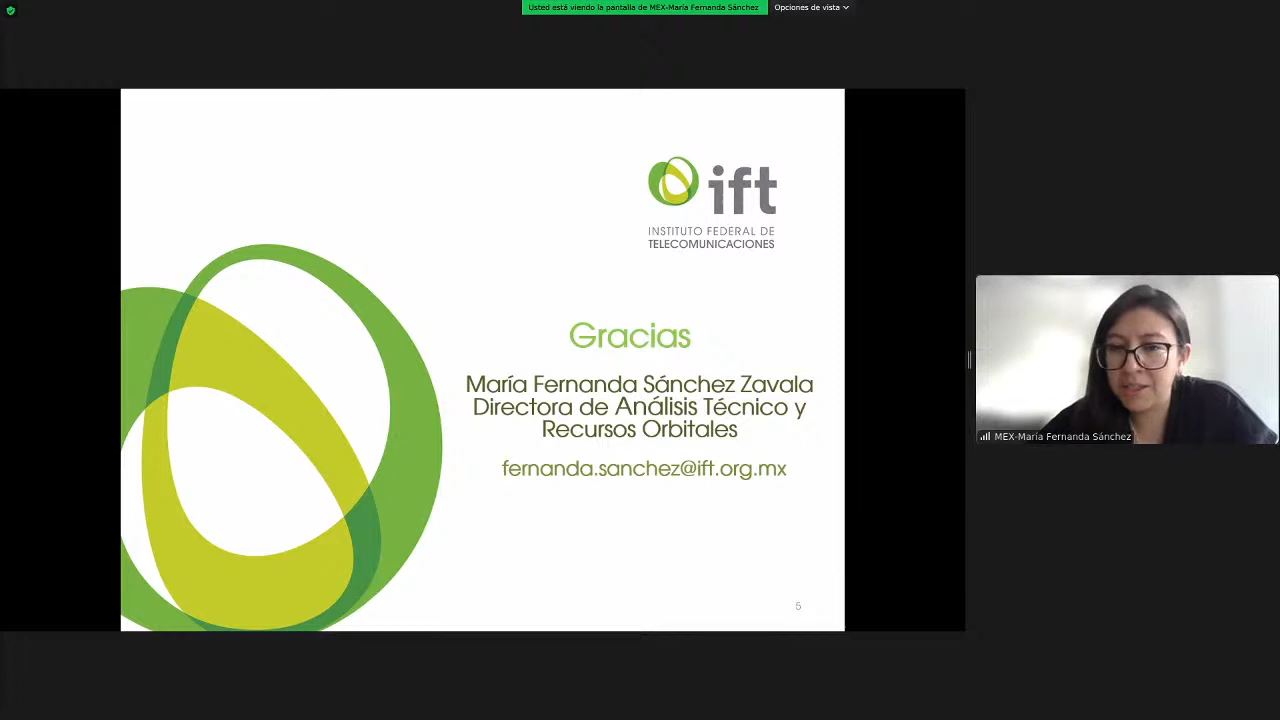 Usted está viendo la pantalla de MEX-María Fernanda Sánchez
Opciones de vista
ift
INSTITUTO FEDERAL DE
TELECOMUNICACIONES
Gracias
María Fernanda Sánchez Zavala
Directora de Análisis Técnico y
Recursos Orbitales
fernanda.sanchez@ift.org.mx
5
MEX-María Fernanda Sánchez